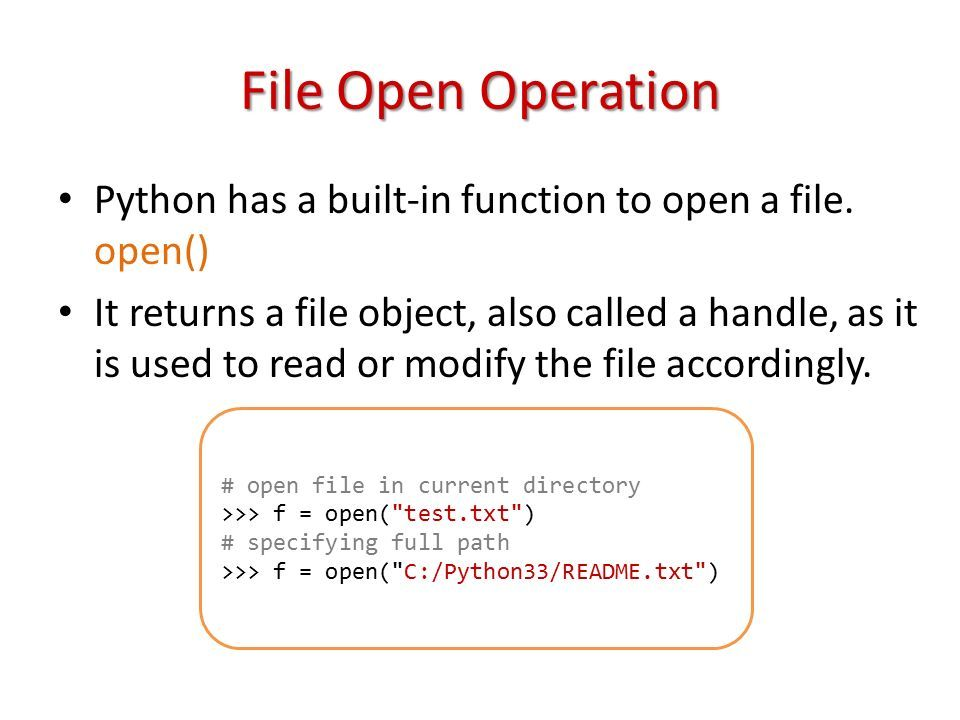 File Open Operation
• Python has a built-in function to open a file.
open()
• It returns a file object, also called a handle, as it
is used to read or modify the file accordingly.
# open file in current directory
>>> f = open("test.txt")
# specifying full path
>>> f = open("C:/Python33/README.txt")